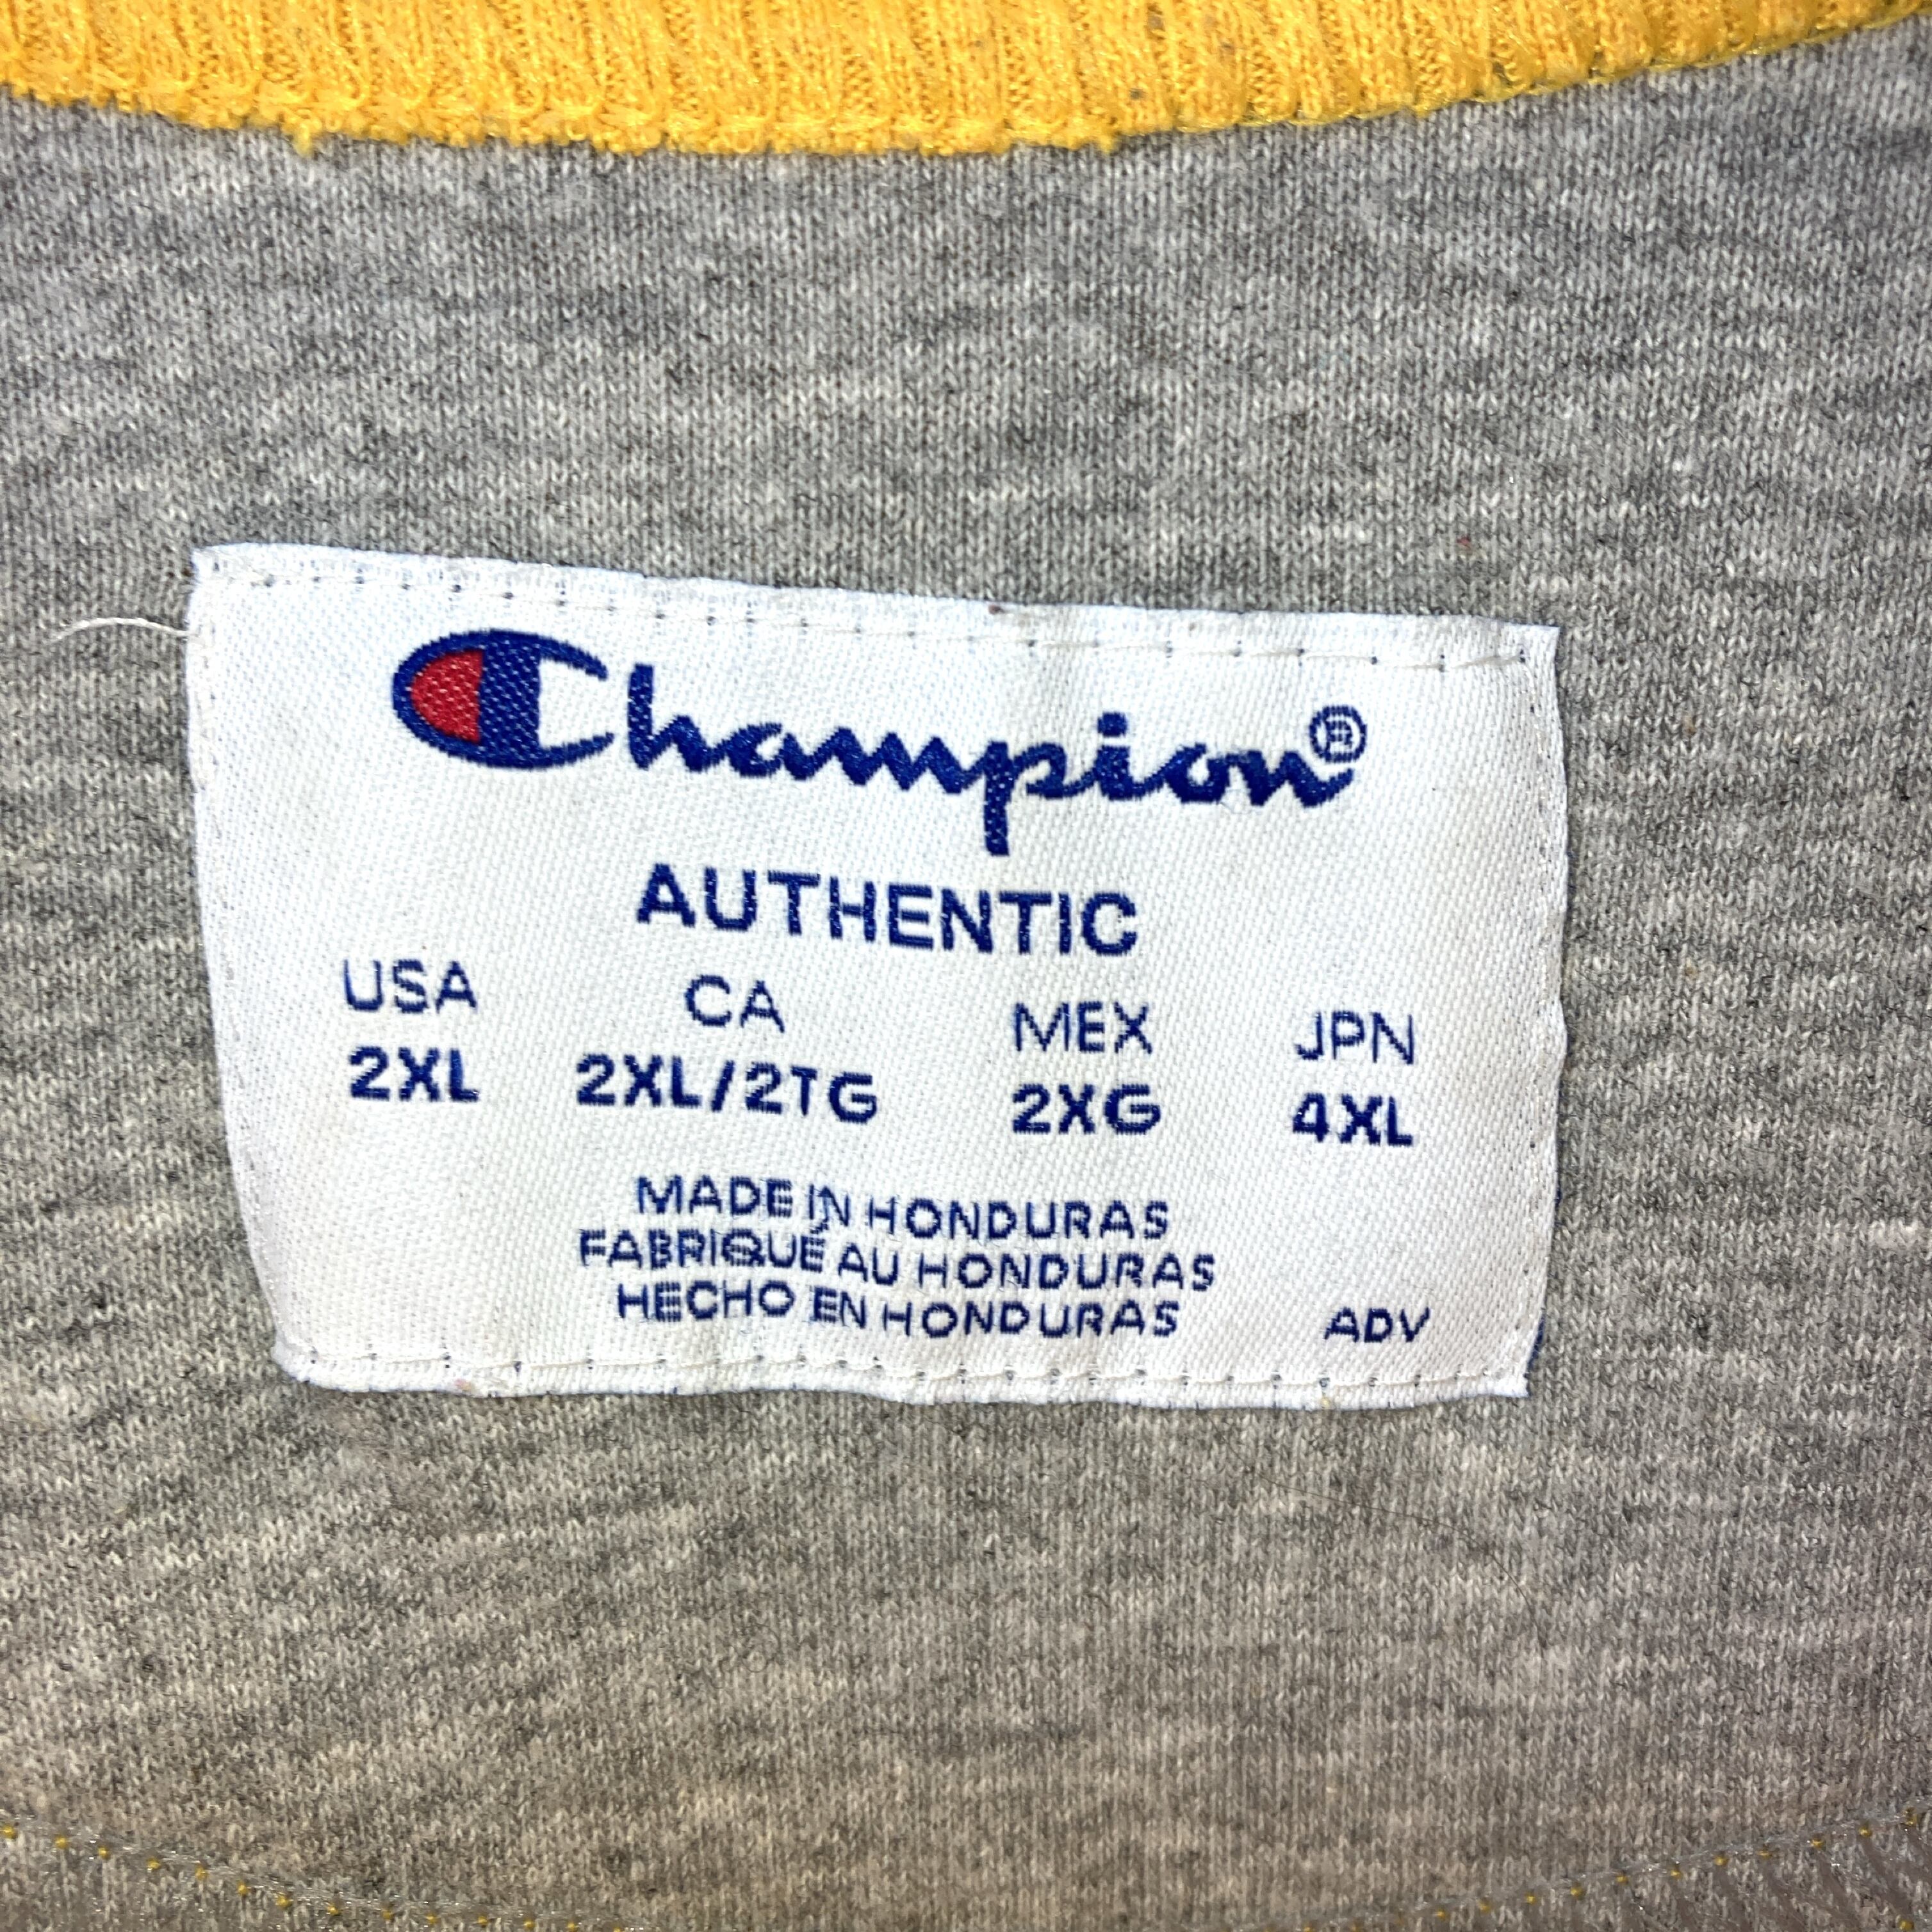 Champion®
AUTHENTIC
USA CA MEX JPN
2XL 2XL/2TG 2XG 4XL
MADE IN HONDURAS
FABRIQUÉ AU HONDURAS
HECHO EN HONDURAS ADV